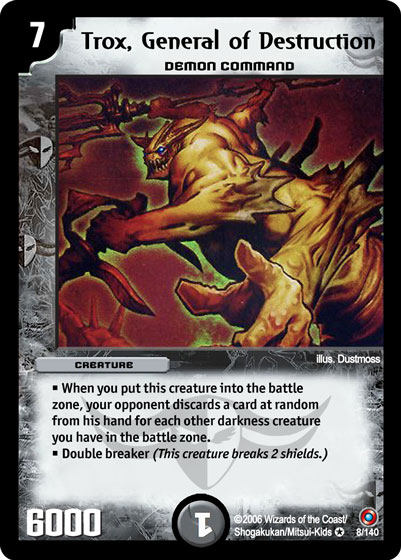 7
Trox, General of Destruction
DEMON COMMAND
illus. Dustmoss
CREATURE
▪ When you put this creature into the battle
zone, your opponent discards a card at random
from his hand for each other darkness creature
you have in the battle zone.
▪ Double breaker (This creature breaks 2 shields.)
6000
1
©2006 Wizards of the Coast/
Shogakukan/Mitsui-Kids ✪ 8/140